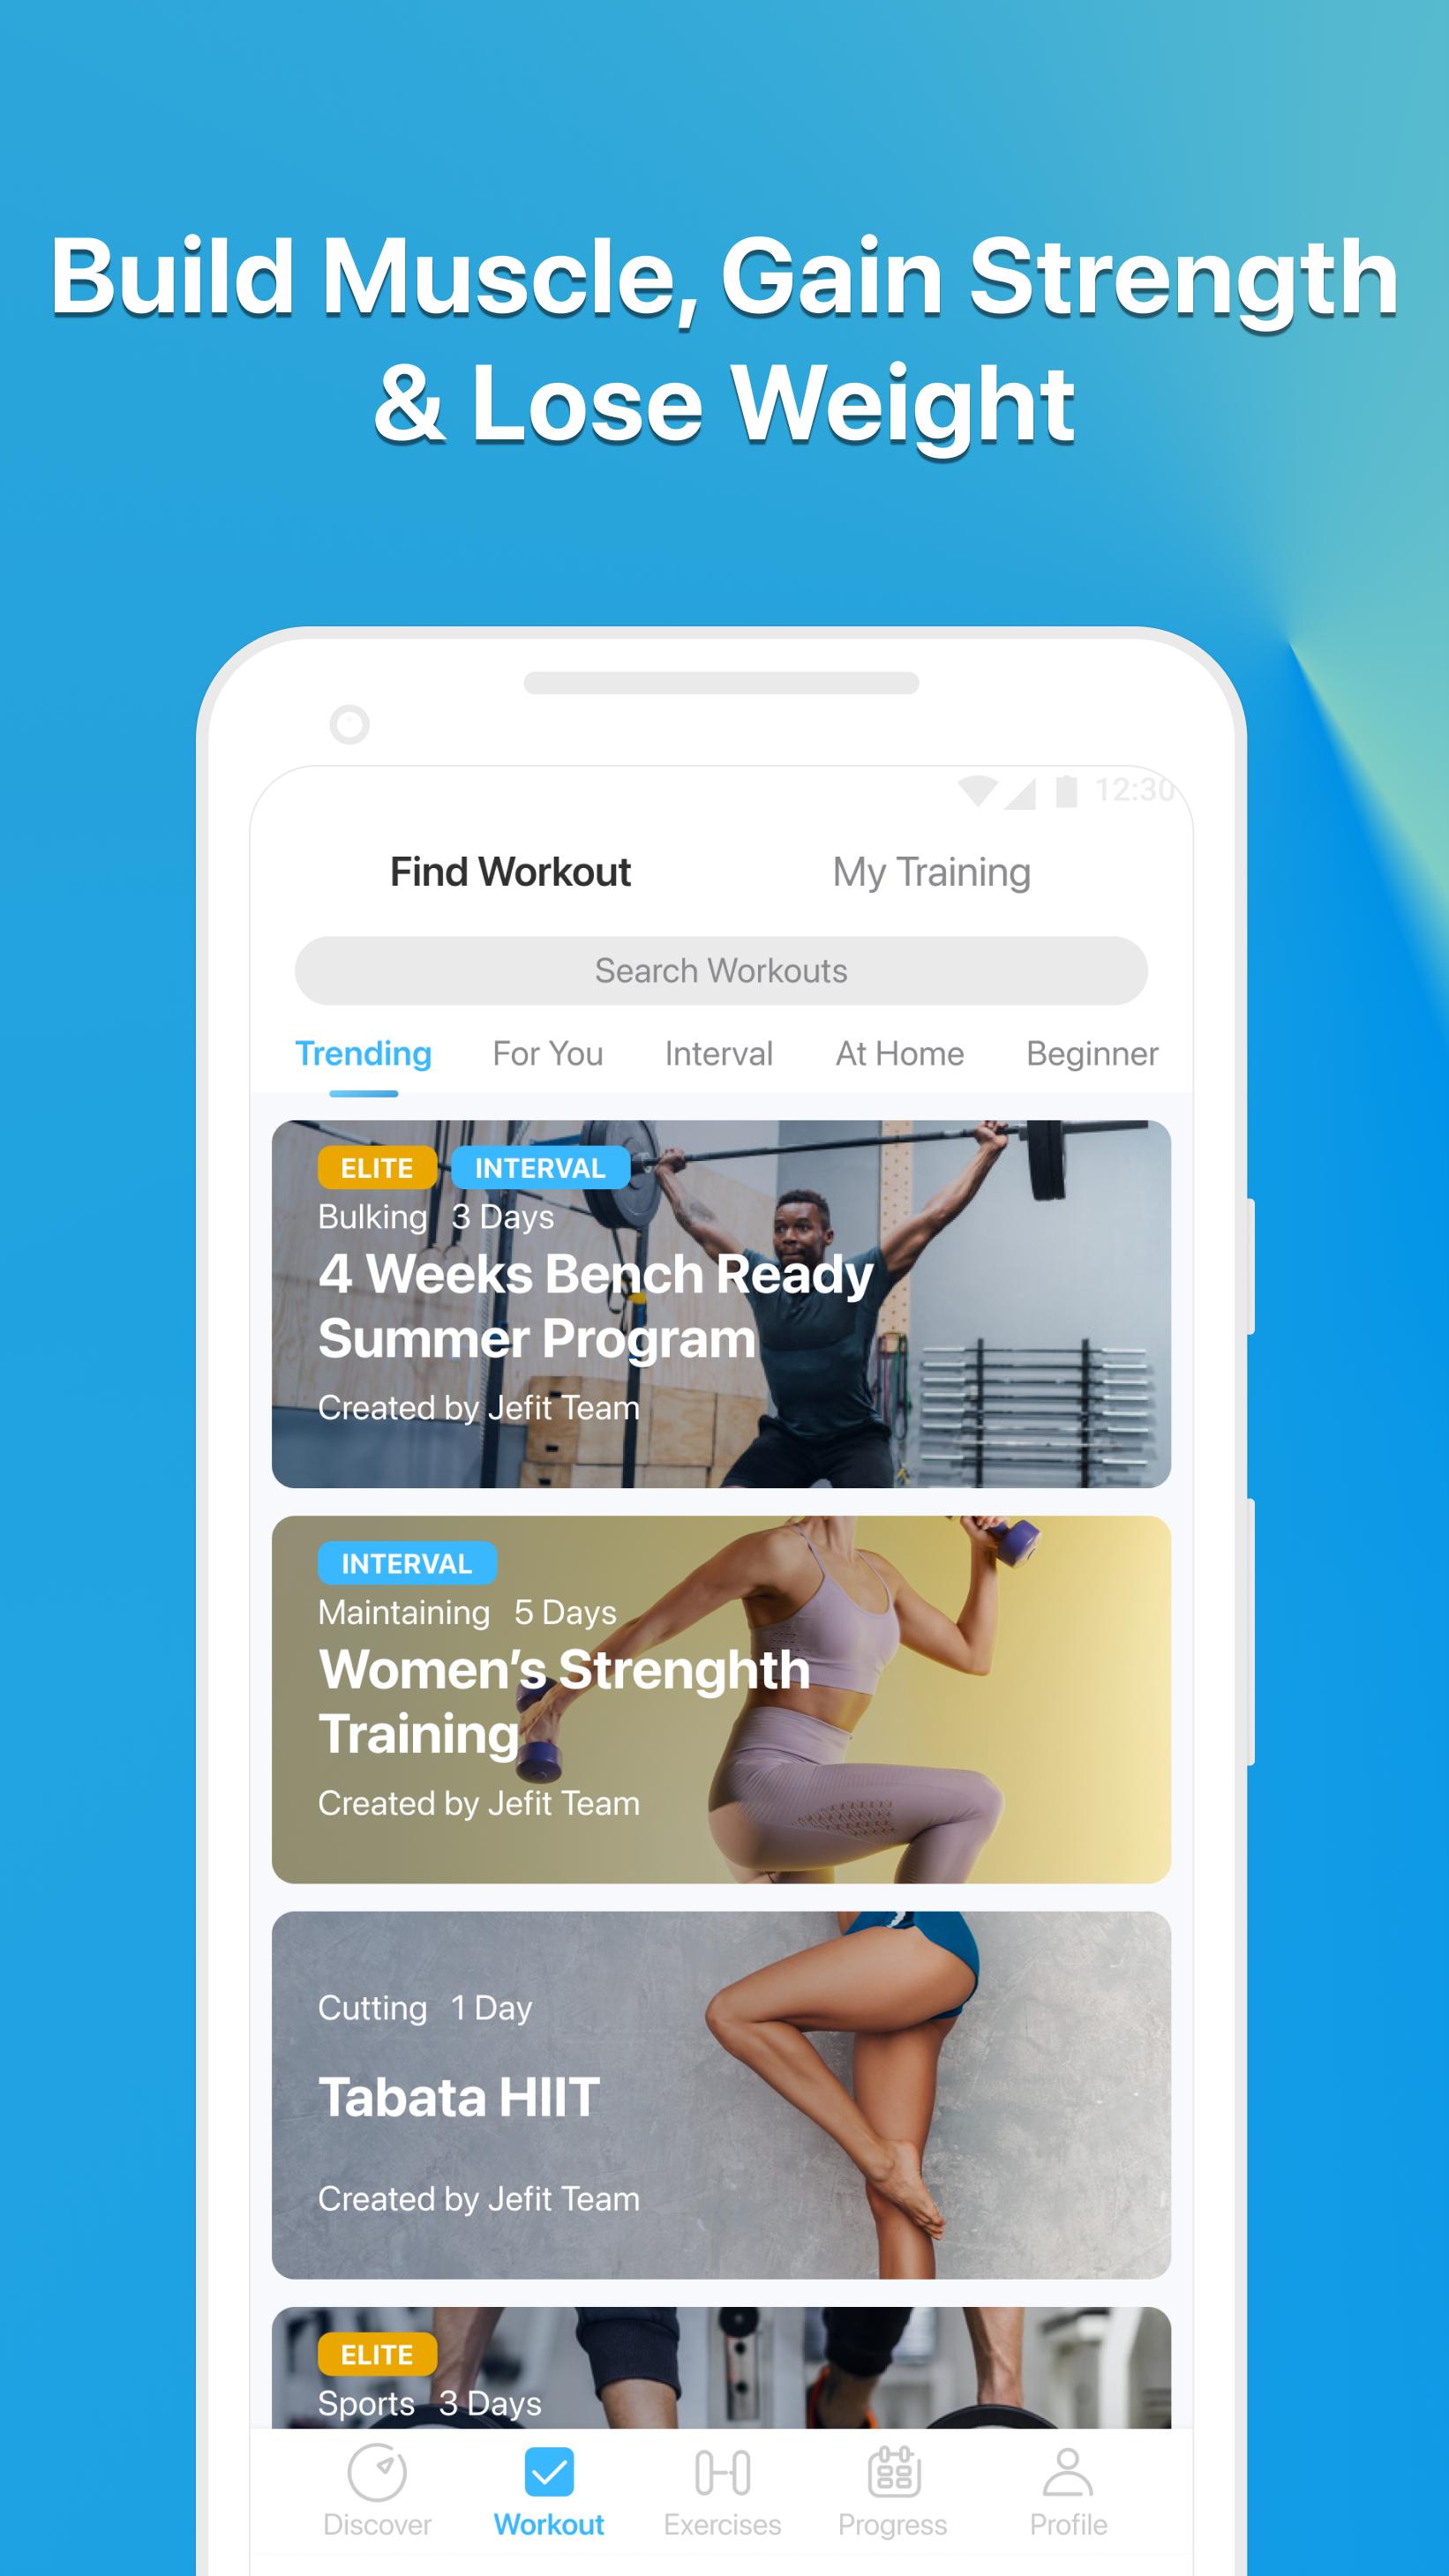 Build Muscle, Gain Strength
& Lose Weight
12:30
Find Workout
My Training
Search Workouts
Trending
For You
Interval
At Home
Beginner
ELITE
INTERVAL
Bulking 3 Days
4 Weeks Bench Ready
Summer Program
Created by Jefit Team
INTERVAL
Maintaining 5 Days
Women’s Strenghth
Training
Created by Jefit Team
Cutting 1 Day
Tabata HIIT
Created by Jefit Team
ELITE
Sports 3 Days
Discover
Workout
Exercises
Progress
Profile